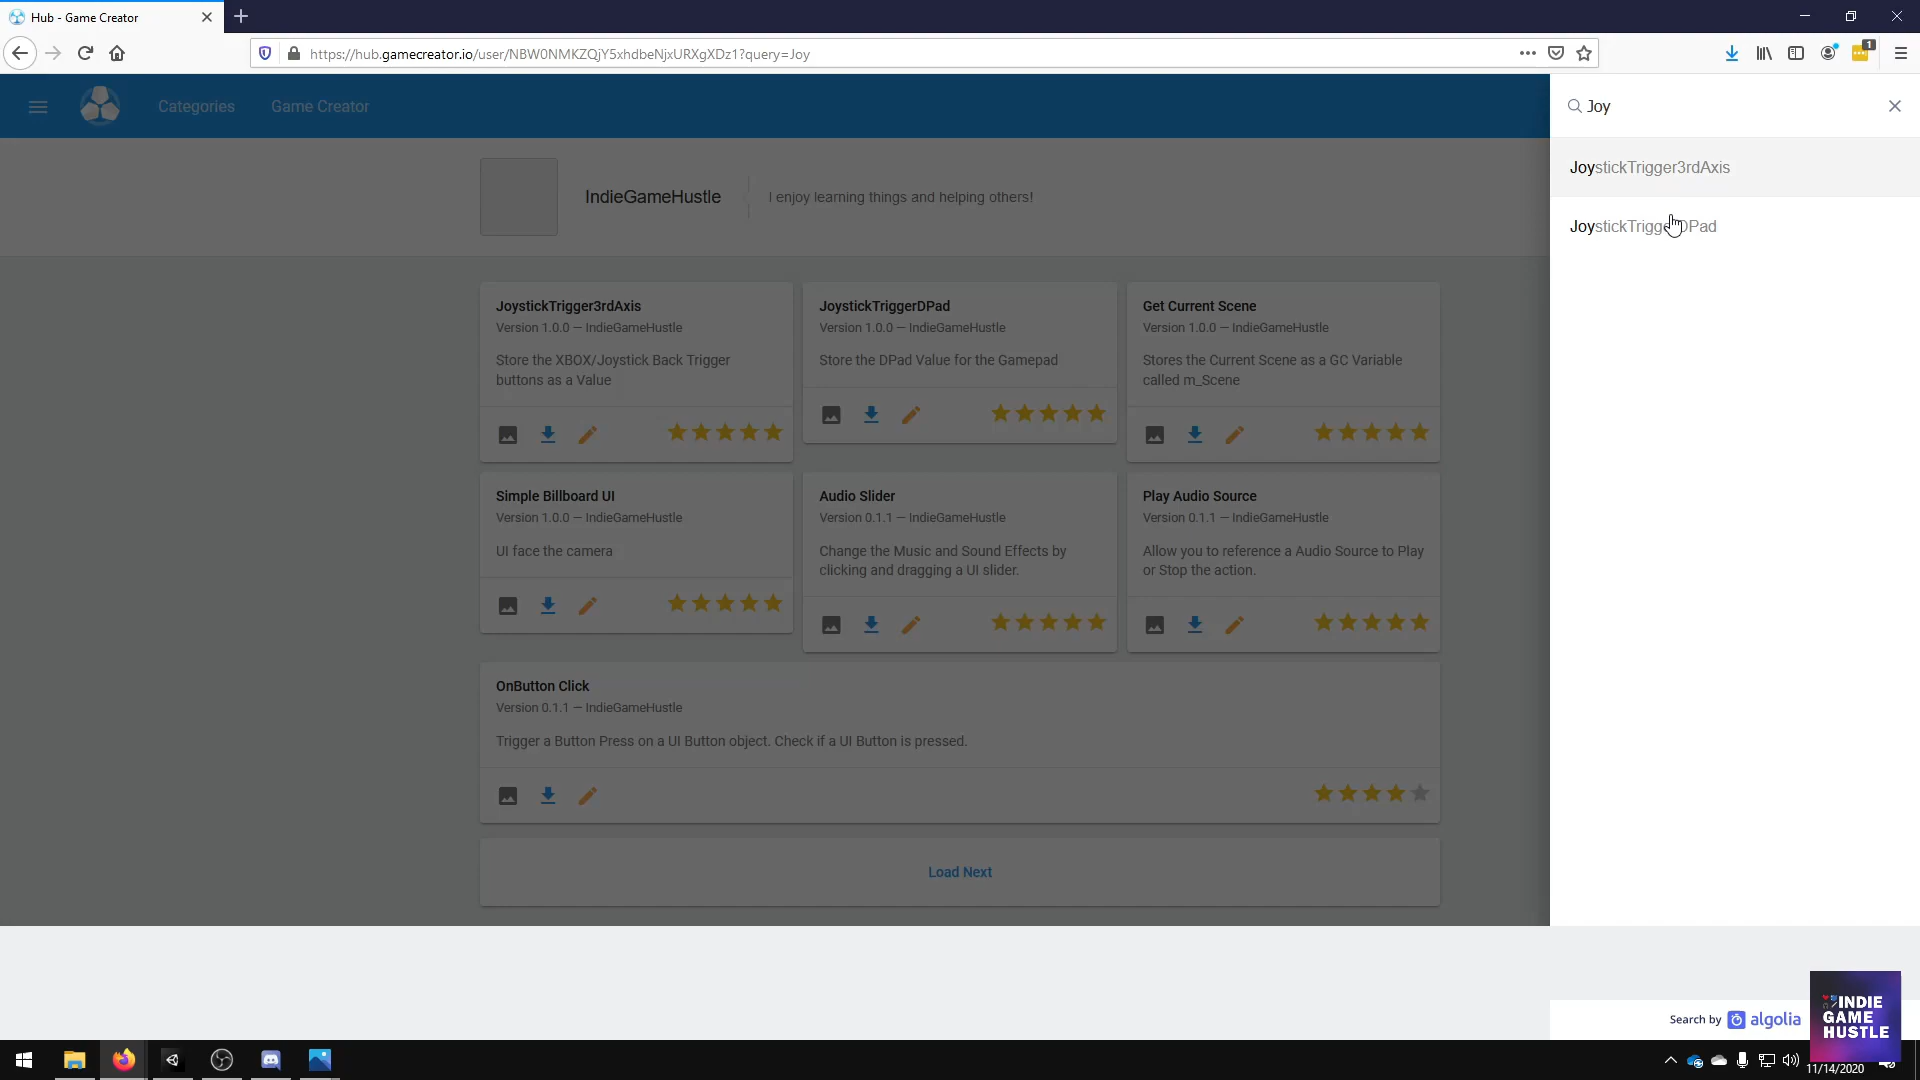 Hub - Game Creator
https://hub.gamecreator.io/user/NBW0NMKZQjY5xhdbeNjxURXgXDz1?query=Joy
1
Categories
Game Creator
Joy
IndieGameHustle
I enjoy learning things and helping others!
JoystickTrigger3rdAxis
JoystickTriggerDPad
JoystickTrigger3rdAxis
Version 1.0.0 — IndieGameHustle
Store the XBOX/Joystick Back Trigger
buttons as a Value
JoystickTriggerDPad
Version 1.0.0 — IndieGameHustle
Store the DPad Value for the Gamepad
Get Current Scene
Version 1.0.0 — IndieGameHustle
Stores the Current Scene as a GC Variable
called m_Scene
Simple Billboard UI
Version 1.0.0 — IndieGameHustle
UI face the camera
Audio Slider
Version 0.1.1 — IndieGameHustle
Change the Music and Sound Effects by
clicking and dragging a UI slider.
Play Audio Source
Version 0.1.1 — IndieGameHustle
Allow you to reference a Audio Source to Play
or Stop the action.
OnButton Click
Version 0.1.1 — IndieGameHustle
Trigger a Button Press on a UI Button object. Check if a UI Button is pressed.
Load Next
Search by algolia
INDIE
GAME
HUSTLE
11/14/2020